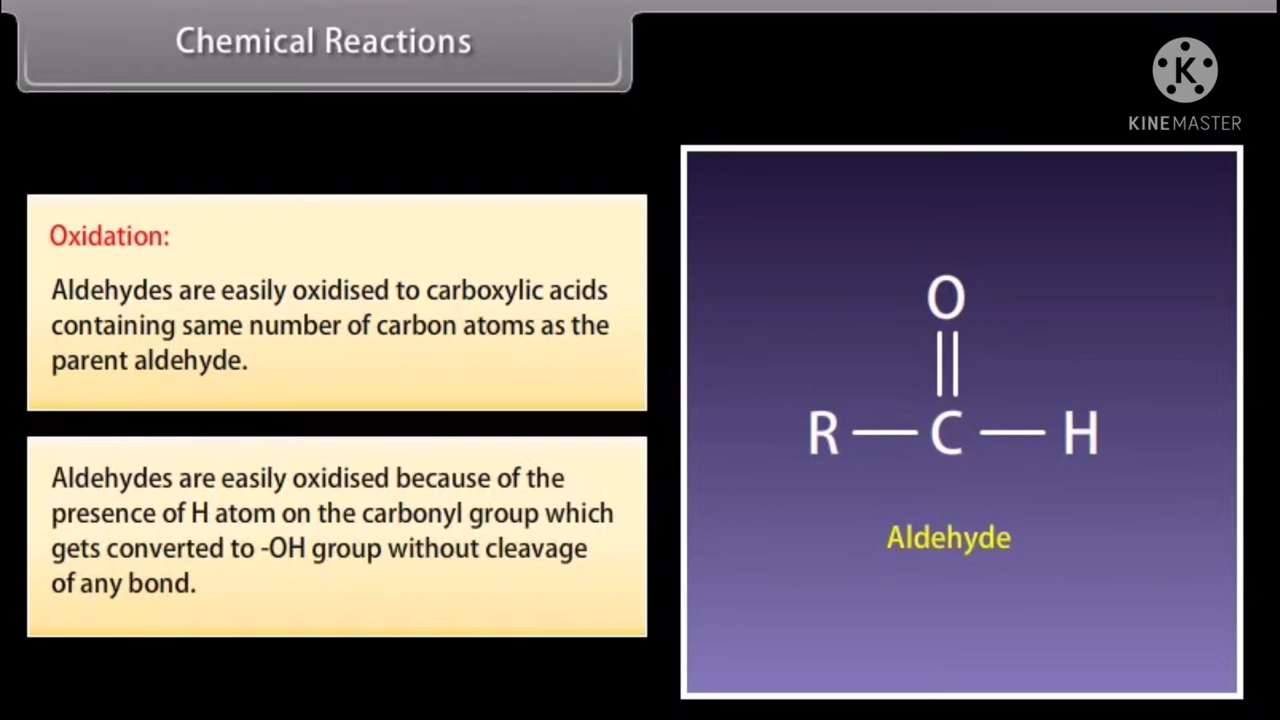 Chemical Reactions
K
KINEMASTER
Oxidation:
Aldehydes are easily oxidised to carboxylic acids
containing same number of carbon atoms as the
parent aldehyde.
Aldehydes are easily oxidised because of the
presence of H atom on the carbonyl group which
gets converted to -OH group without cleavage
of any bond.
O
R — C — H
Aldehyde